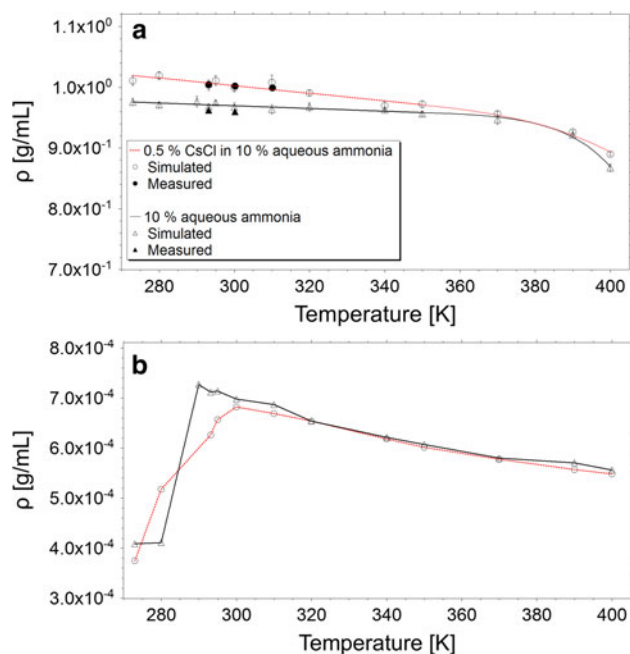 a
1.1x10⁰
1.0x10⁰
9.0x10⁻¹
8.0x10⁻¹
7.0x10⁻¹
ρ [g/mL]
0.5 % CsCl in 10 % aqueous ammonia
Simulated
Measured
10 % aqueous ammonia
Simulated
Measured
280 300 320 340 360 380 400
Temperature [K]
b
8.0x10⁻⁴
7.0x10⁻⁴
6.0x10⁻⁴
5.0x10⁻⁴
4.0x10⁻⁴
3.0x10⁻⁴
ρ [g/mL]
280 300 320 340 360 380 400
Temperature [K]